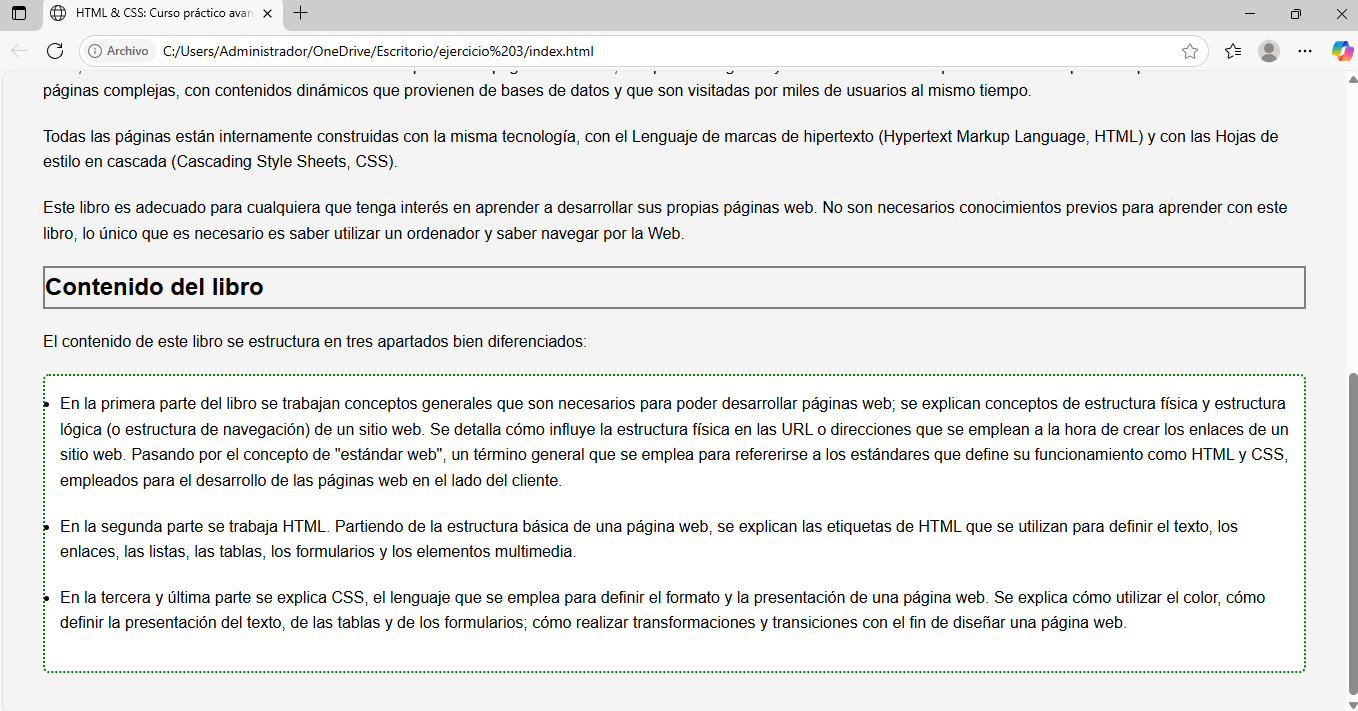 HTML & CSS: Curso práctico avan
Archivo
C:/Users/Administrador/OneDrive/Escritorio/ejercicio%203/index.html
páginas complejas, con contenidos dinámicos que provienen de bases de datos y que son visitadas por miles de usuarios al mismo tiempo.
Todas las páginas están internamente construidas con la misma tecnología, con el Lenguaje de marcas de hipertexto (Hypertext Markup Language, HTML) y con las Hojas de
estilo en cascada (Cascading Style Sheets, CSS).
Este libro es adecuado para cualquiera que tenga interés en aprender a desarrollar sus propias páginas web. No son necesarios conocimientos previos para aprender con este
libro, lo único que es necesario es saber utilizar un ordenador y saber navegar por la Web.
Contenido del libro
El contenido de este libro se estructura en tres apartados bien diferenciados:
• En la primera parte del libro se trabajan conceptos generales que son necesarios para poder desarrollar páginas web; se explican conceptos de estructura física y estructura
lógica (o estructura de navegación) de un sitio web. Se detalla cómo influye la estructura física en las URL o direcciones que se emplean a la hora de crear los enlaces de un
sitio web. Pasando por el concepto de "estándar web", un término general que se emplea para refererirse a los estándares que define su funcionamiento como HTML y CSS,
empleados para el desarrollo de las páginas web en el lado del cliente.
• En la segunda parte se trabaja HTML. Partiendo de la estructura básica de una página web, se explican las etiquetas de HTML que se utilizan para definir el texto, los
enlaces, las listas, las tablas, los formularios y los elementos multimedia.
• En la tercera y última parte se explica CSS, el lenguaje que se emplea para definir el formato y la presentación de una página web. Se explica cómo utilizar el color, cómo
definir la presentación del texto, de las tablas y de los formularios; cómo realizar transformaciones y transiciones con el fin de diseñar una página web.